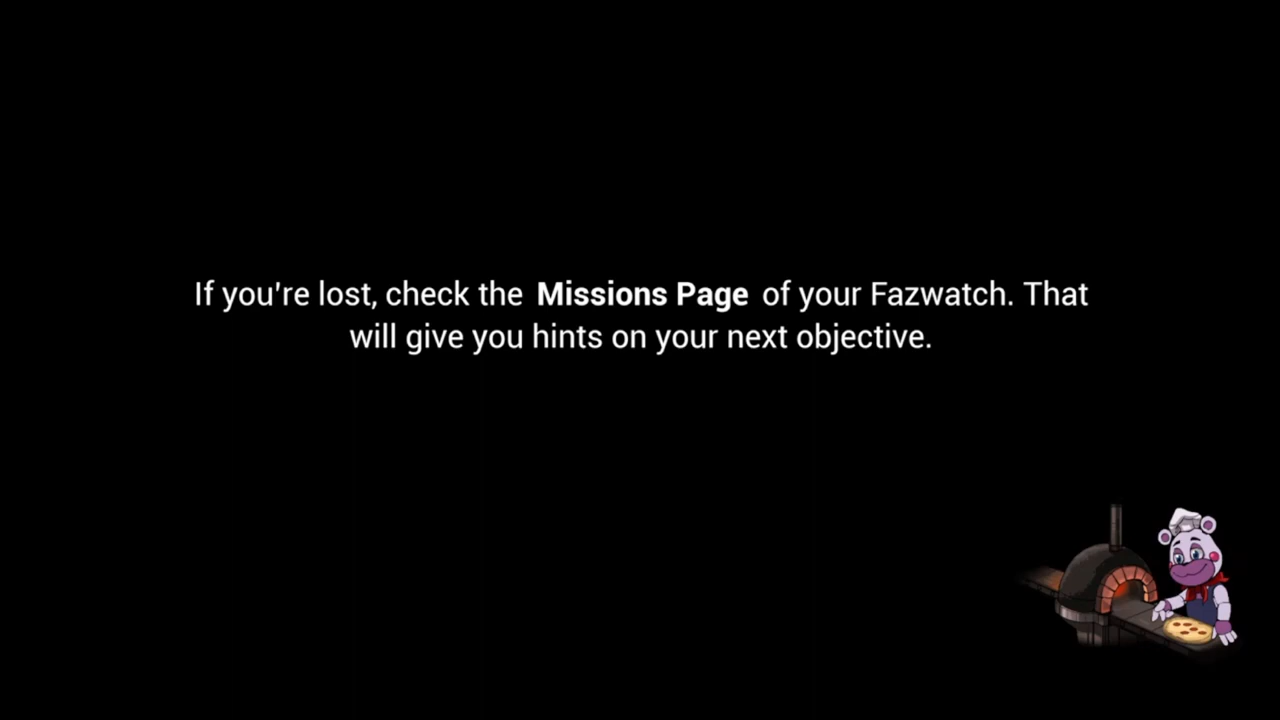 If you're lost, check the Missions Page of your Fazwatch. That
will give you hints on your next objective.